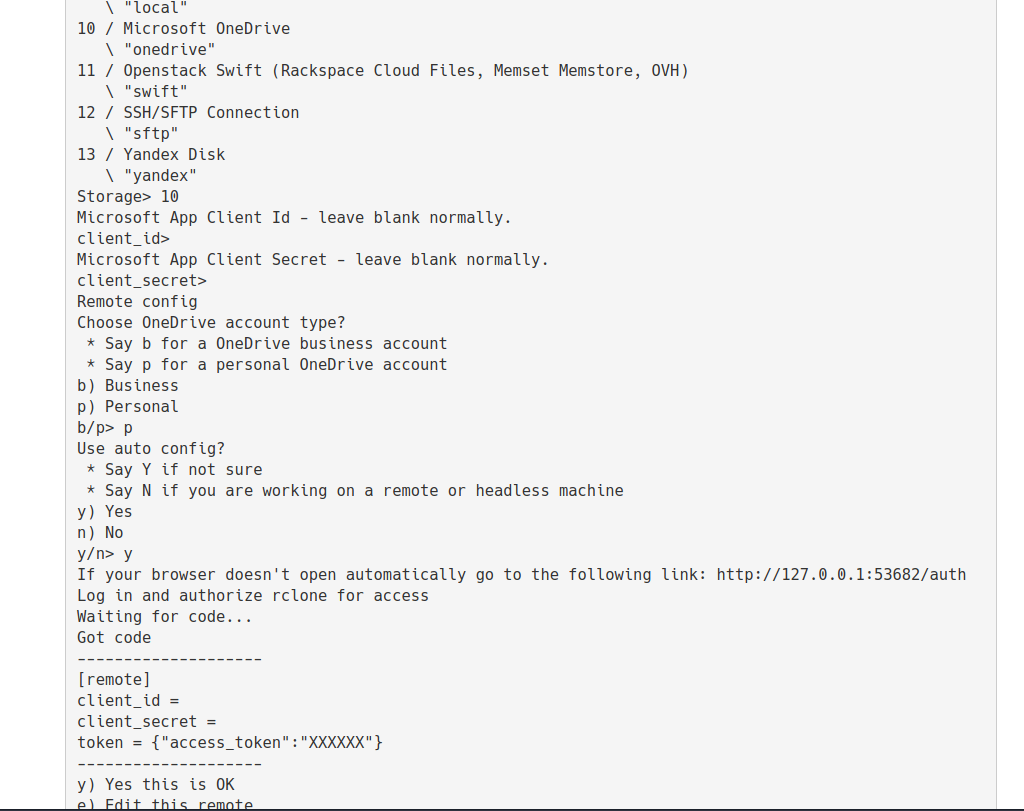 \ "local"
10 / Microsoft OneDrive
\ "onedrive"
11 / Openstack Swift (Rackspace Cloud Files, Memset Memstore, OVH)
\ "swift"
12 / SSH/SFTP Connection
\ "sftp"
13 / Yandex Disk
\ "yandex"
Storage> 10
Microsoft App Client Id - leave blank normally.
client_id>
Microsoft App Client Secret - leave blank normally.
client_secret>
Remote config
Choose OneDrive account type?
* Say b for a OneDrive business account
* Say p for a personal OneDrive account
b) Business
p) Personal
b/p> p
Use auto config?
* Say Y if not sure
* Say N if you are working on a remote or headless machine
y) Yes
n) No
y/n> y
If your browser doesn't open automatically go to the following link: http://127.0.0.1:53682/auth
Log in and authorize rclone for access
Waiting for code...
Got code
--------------------
[remote]
client_id =
client_secret =
token = {"access_token":"XXXXXX"}
--------------------
y) Yes this is OK
e) Edit this remote